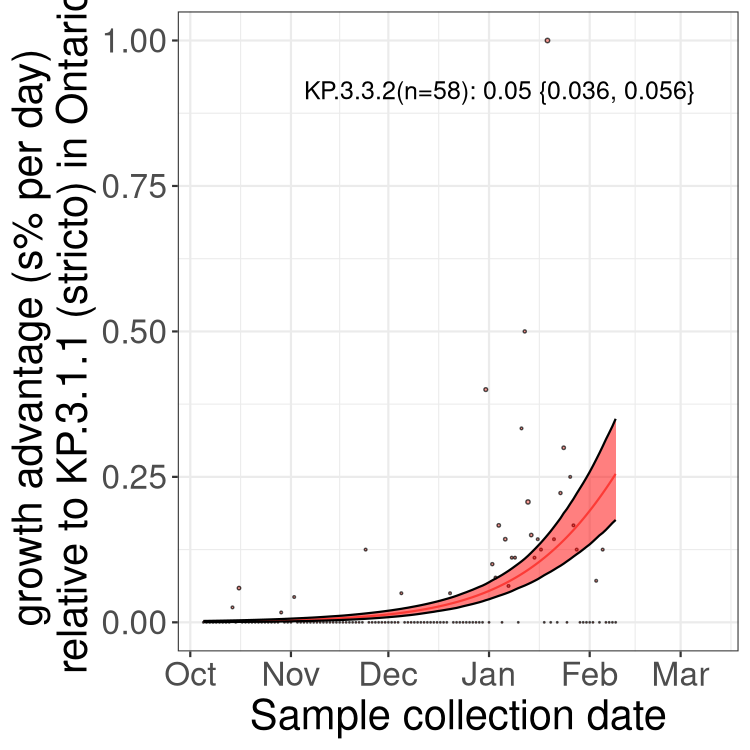 growth advantage (s% per day)
relative to KP.3.1.1 (stricto) in Ontario
1.00
0.75
0.50
0.25
0.00
KP.3.3.2(n=58): 0.05 {0.036, 0.056}
Oct Nov Dec Jan Feb Mar
Sample collection date